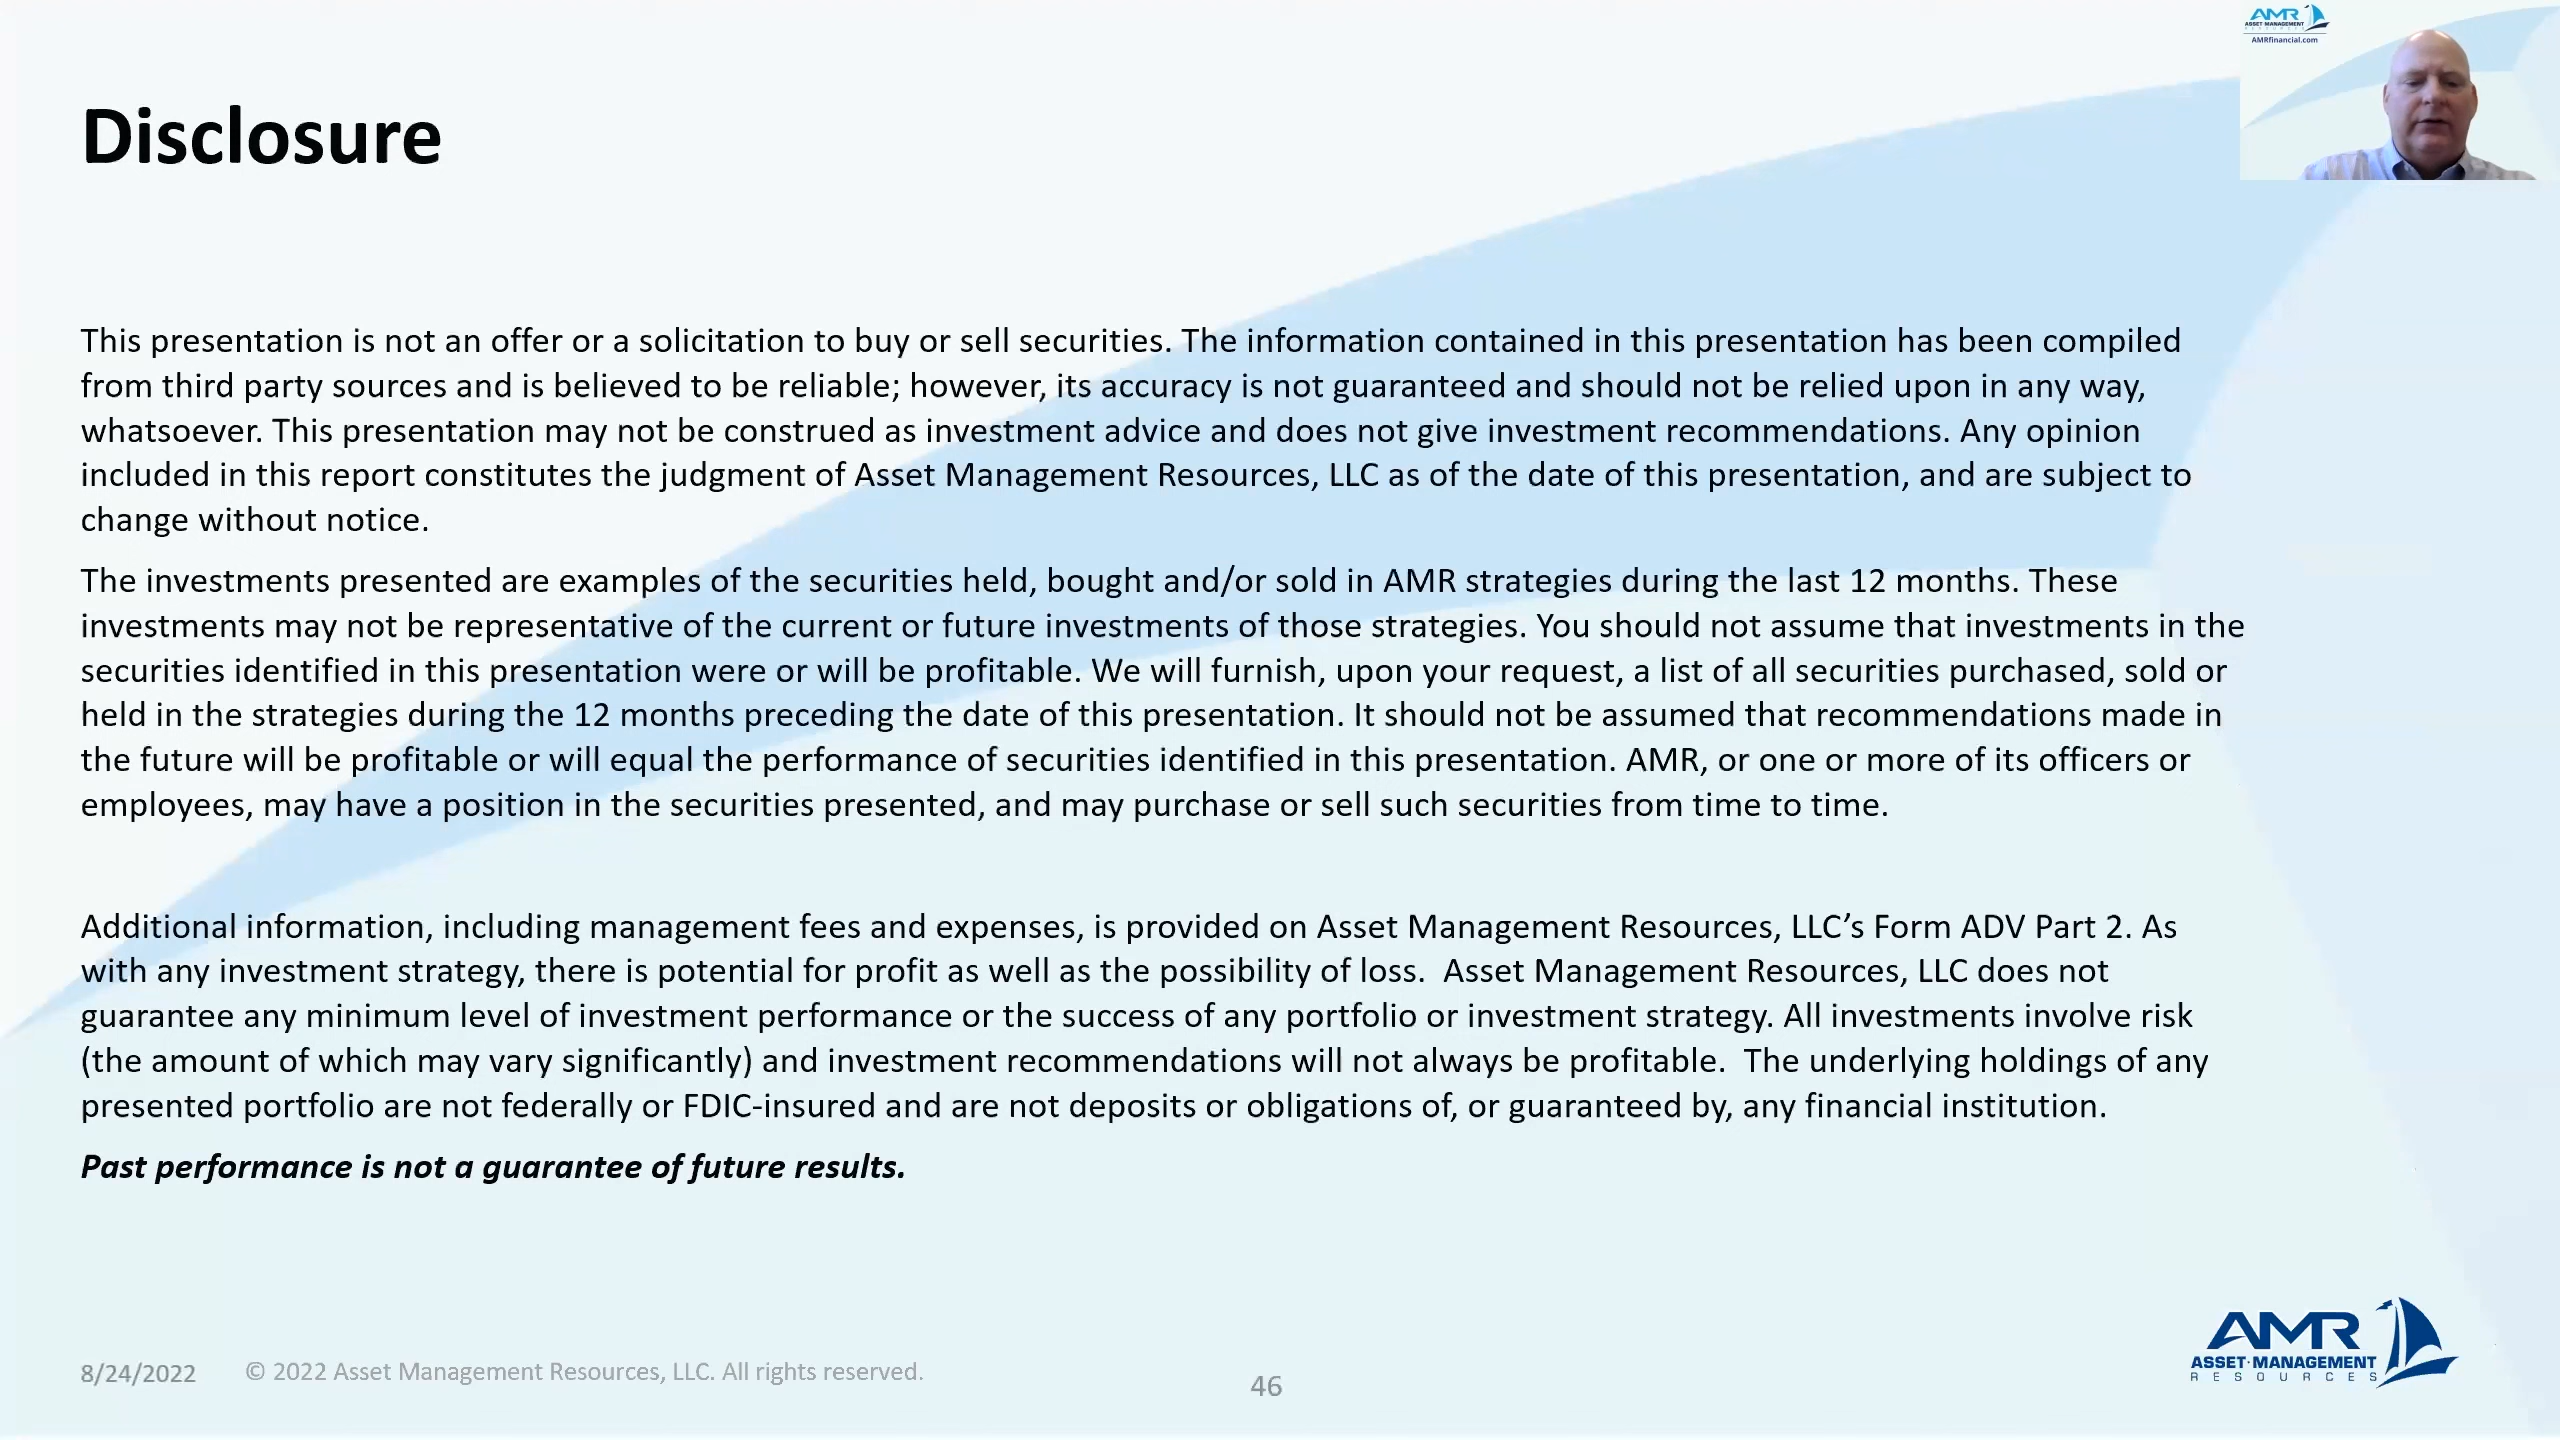 AMR
ASSET MANAGEMENT
RESOURCES
AMRfinancial.com
Disclosure
This presentation is not an offer or a solicitation to buy or sell securities. The information contained in this presentation has been compiled
from third party sources and is believed to be reliable; however, its accuracy is not guaranteed and should not be relied upon in any way,
whatsoever. This presentation may not be construed as investment advice and does not give investment recommendations. Any opinion
included in this report constitutes the judgment of Asset Management Resources, LLC as of the date of this presentation, and are subject to
change without notice.
The investments presented are examples of the securities held, bought and/or sold in AMR strategies during the last 12 months. These
investments may not be representative of the current or future investments of those strategies. You should not assume that investments in the
securities identified in this presentation were or will be profitable. We will furnish, upon your request, a list of all securities purchased, sold or
held in the strategies during the 12 months preceding the date of this presentation. It should not be assumed that recommendations made in
the future will be profitable or will equal the performance of securities identified in this presentation. AMR, or one or more of its officers or
employees, may have a position in the securities presented, and may purchase or sell such securities from time to time.
Additional information, including management fees and expenses, is provided on Asset Management Resources, LLC’s Form ADV Part 2. As
with any investment strategy, there is potential for profit as well as the possibility of loss.  Asset Management Resources, LLC does not
guarantee any minimum level of investment performance or the success of any portfolio or investment strategy. All investments involve risk
(the amount of which may vary significantly) and investment recommendations will not always be profitable.  The underlying holdings of any
presented portfolio are not federally or FDIC-insured and are not deposits or obligations of, or guaranteed by, any financial institution.
Past performance is not a guarantee of future results.
8/24/2022
© 2022 Asset Management Resources, LLC. All rights reserved.
46
AMR
ASSET·MANAGEMENT
RESOURCES